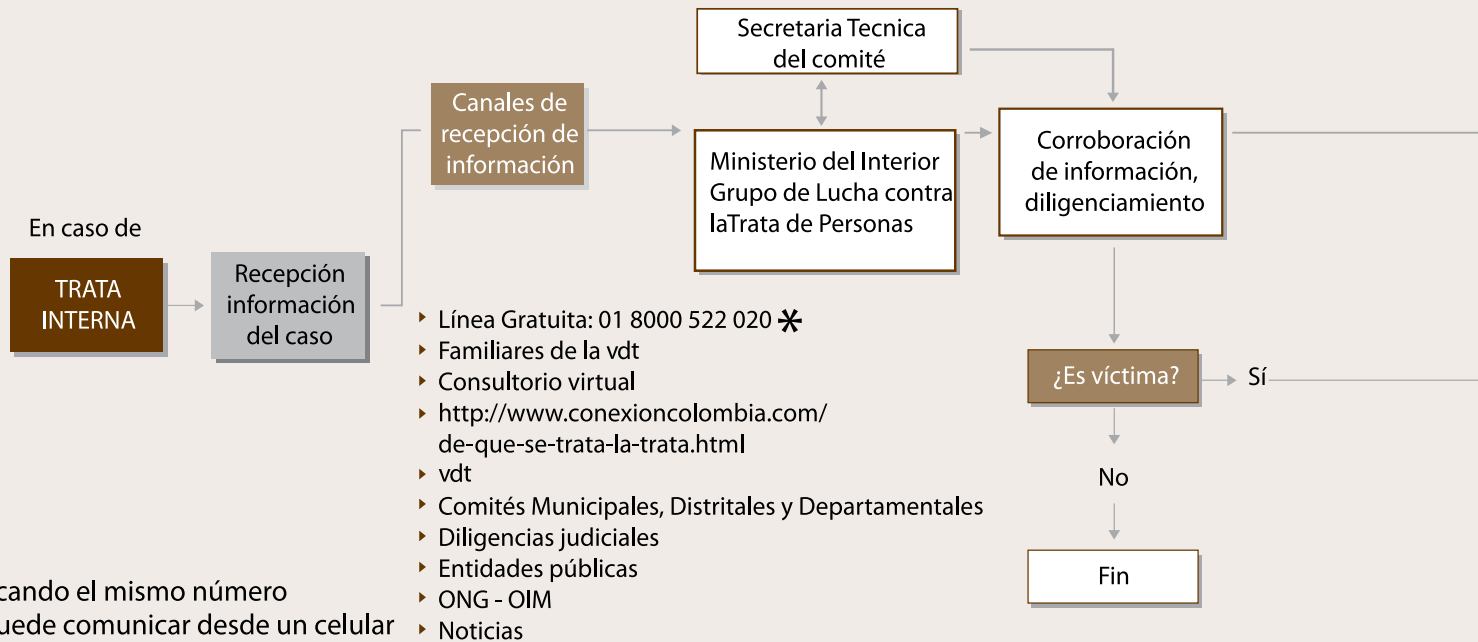 Secretaria Tecnica
del comité
Canales de
recepción de
información
Ministerio del Interior
Grupo de Lucha contra
laTrata de Personas
Corroboración
de información,
diligenciamiento
En caso de
TRATA
INTERNA
Recepción
información
del caso
Línea Gratuita: 01 8000 522 020 *
Familiares de la vdt
Consultorio virtual
http://www.conexioncolombia.com/
de-que-se-trata-la-trata.html
vdt
Comités Municipales, Distritales y Departamentales
Diligencias judiciales
Entidades públicas
ONG - OIM
Noticias
¿Es víctima?
Sí
No
Fin
el mismo número
comunicar desde un celular